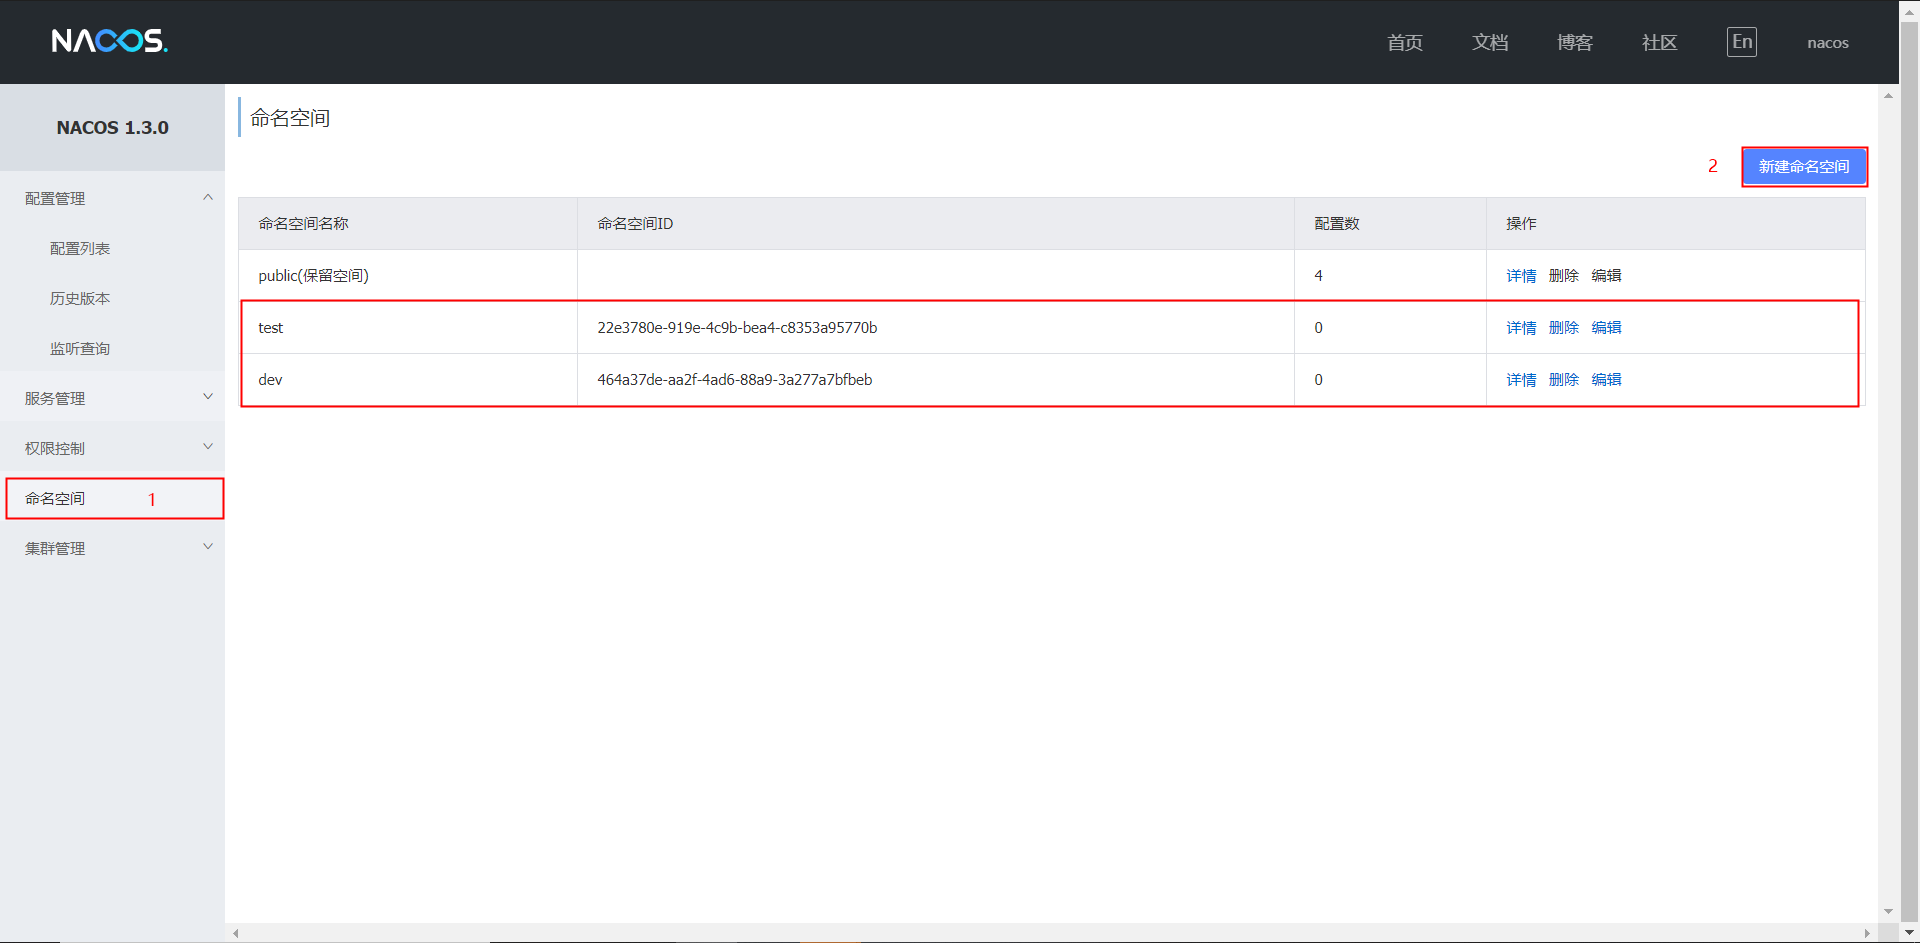 NACOS.
首页 文档 博客 社区 En nacos
NACOS 1.3.0
配置管理
配置列表
历史版本
监听查询
服务管理
权限控制
命名空间 1
集群管理
命名空间
2 新建命名空间
命名空间名称 命名空间ID 配置数 操作
public(保留空间) 4 详情 删除 编辑
test 22e3780e-919e-4c9b-bea4-c8353a95770b 0 详情 删除 编辑
dev 464a37de-aa2f-4ad6-88a9-3a277a7bfbeb 0 详情 删除 编辑